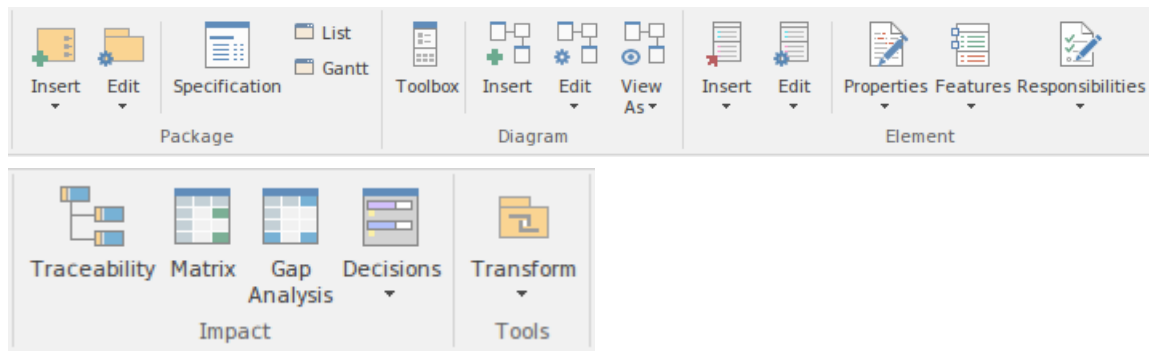 List
Gantt
Insert Edit Specification Toolbox Insert Edit View As Insert Edit Properties Features Responsibilities
Package Diagram Element
Traceability Matrix Gap Analysis Decisions Transform
Impact Tools